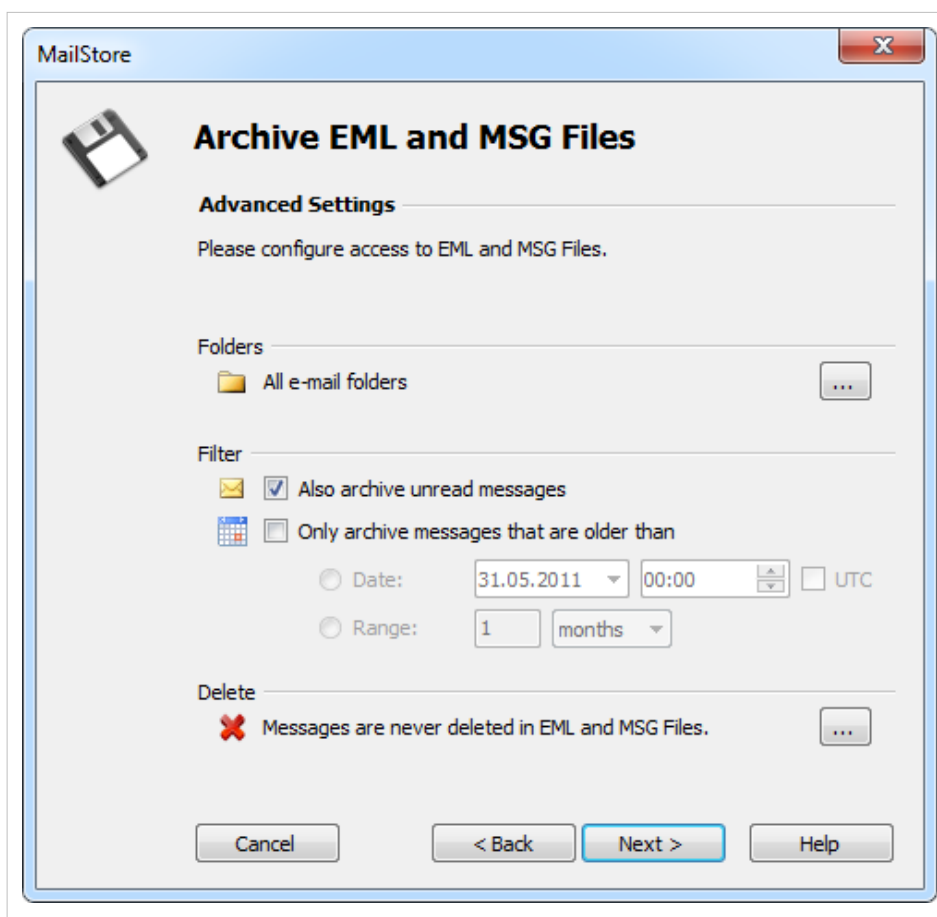 MailStore
Archive EML and MSG Files
Advanced Settings
Please configure access to EML and MSG Files.
Folders
All e-mail folders ...
Filter
Also archive unread messages
Only archive messages that are older than
Date: 31.05.2011 00:00 UTC
Range: 1 months
Delete
Messages are never deleted in EML and MSG Files. ...
Cancel < Back Next > Help